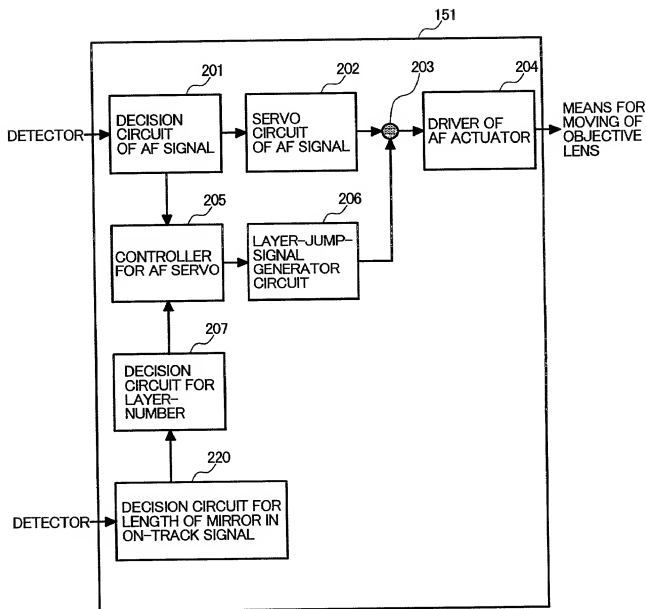 151
201
202
203
204
DETECTOR
DECISION
CIRCUIT
OF AF SIGNAL
SERVO
CIRCUIT
OF AF SIGNAL
DRIVER OF
AF ACTUATOR
MEANS FOR
MOVING OF
OBJECTIVE
LENS
205
206
CONTROLLER
FOR AF SERVO
LAYER-JUMP-
SIGNAL
GENERATOR
CIRCUIT
207
DECISION
CIRCUIT FOR
LAYER-
NUMBER
220
DETECTOR
DECISION CIRCUIT FOR
LENGTH OF MIRROR IN
ON-TRACK SIGNAL